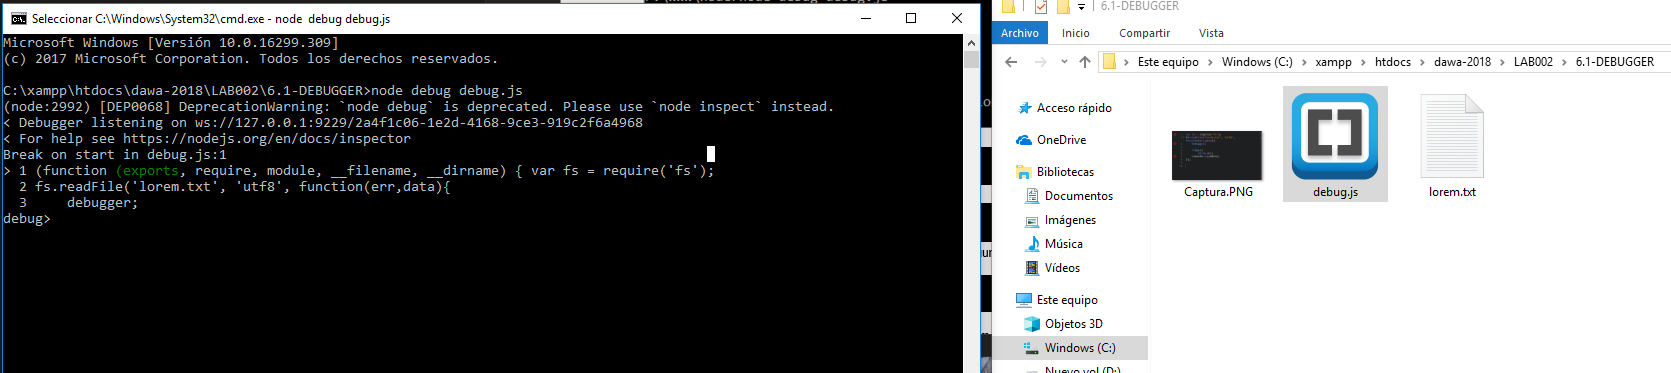 Seleccionar C:\Windows\System32\cmd.exe - node  debug debug.js
Microsoft Windows [Versión 10.0.16299.309]
(c) 2017 Microsoft Corporation. Todos los derechos reservados.
C:\xampp\htdocs\dawa-2018\LAB002\6.1-DEBUGGER>node debug debug.js
(node:2992) [DEP0068] DeprecationWarning: `node debug` is deprecated. Please use `node inspect` instead.
< Debugger listening on ws://127.0.0.1:9229/2a4f1c06-1e2d-4168-9ce3-919c2f6a4968
< For help see https://nodejs.org/en/docs/inspector
Break on start in debug.js:1
> 1 (function (exports, require, module, __filename, __dirname) { var fs = require('fs');
  2 fs.readFile('lorem.txt', 'utf8', function(err,data){
  3     debugger;
debug>
6.1-DEBUGGER
Archivo Inicio Compartir Vista
Este equipo > Windows (C:) > xampp > htdocs > dawa-2018 > LAB002 > 6.1-DEBUGGER
Acceso rápido
OneDrive
Bibliotecas
Documentos
Imágenes
Música
Vídeos
Este equipo
Objetos 3D
Windows (C:)
Nuevo vol (D:)
Captura.PNG
debug.js
lorem.txt